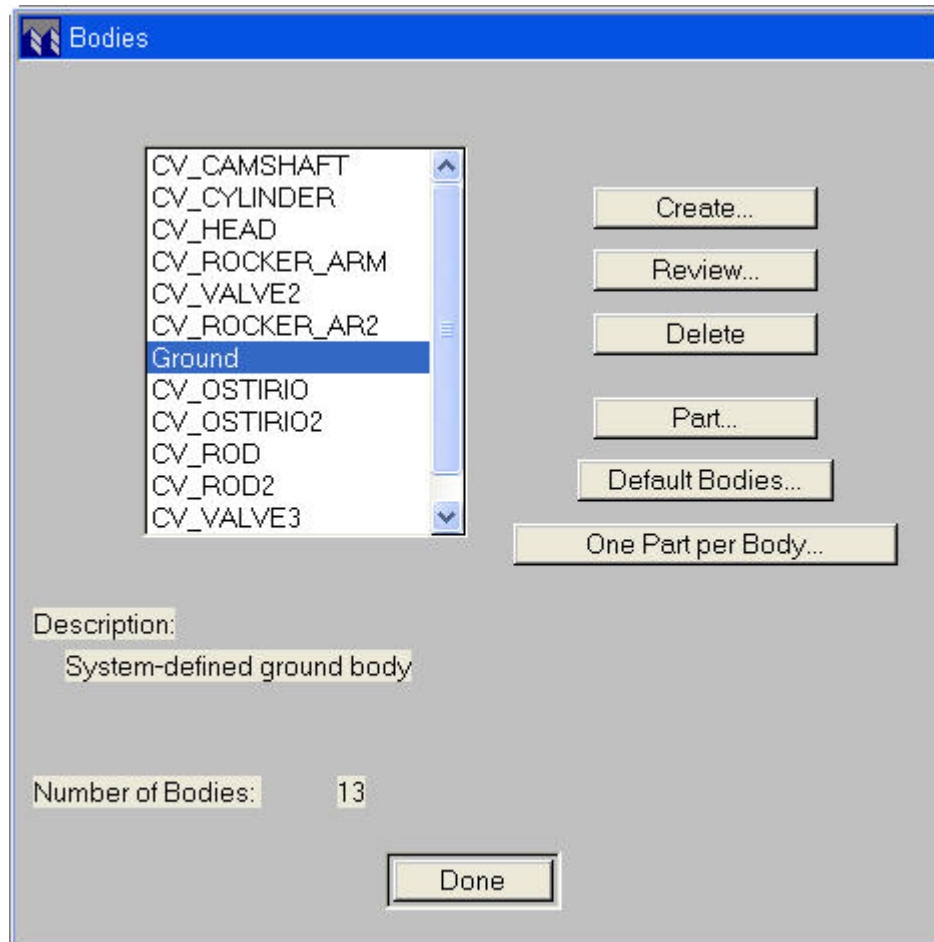 Bodies
CV_CAMSHAFT
CV_CYLINDER
CV_HEAD
CV_ROCKER_ARM
CV_VALVE2
CV_ROCKER_AR2
Ground
CV_OSTIRIO
CV_OSTIRIO2
CV_ROD
CV_ROD2
CV_VALVE3
Create...
Review...
Delete
Part...
Default Bodies...
One Part per Body...
Description:
System-defined ground body
Number of Bodies: 13
Done